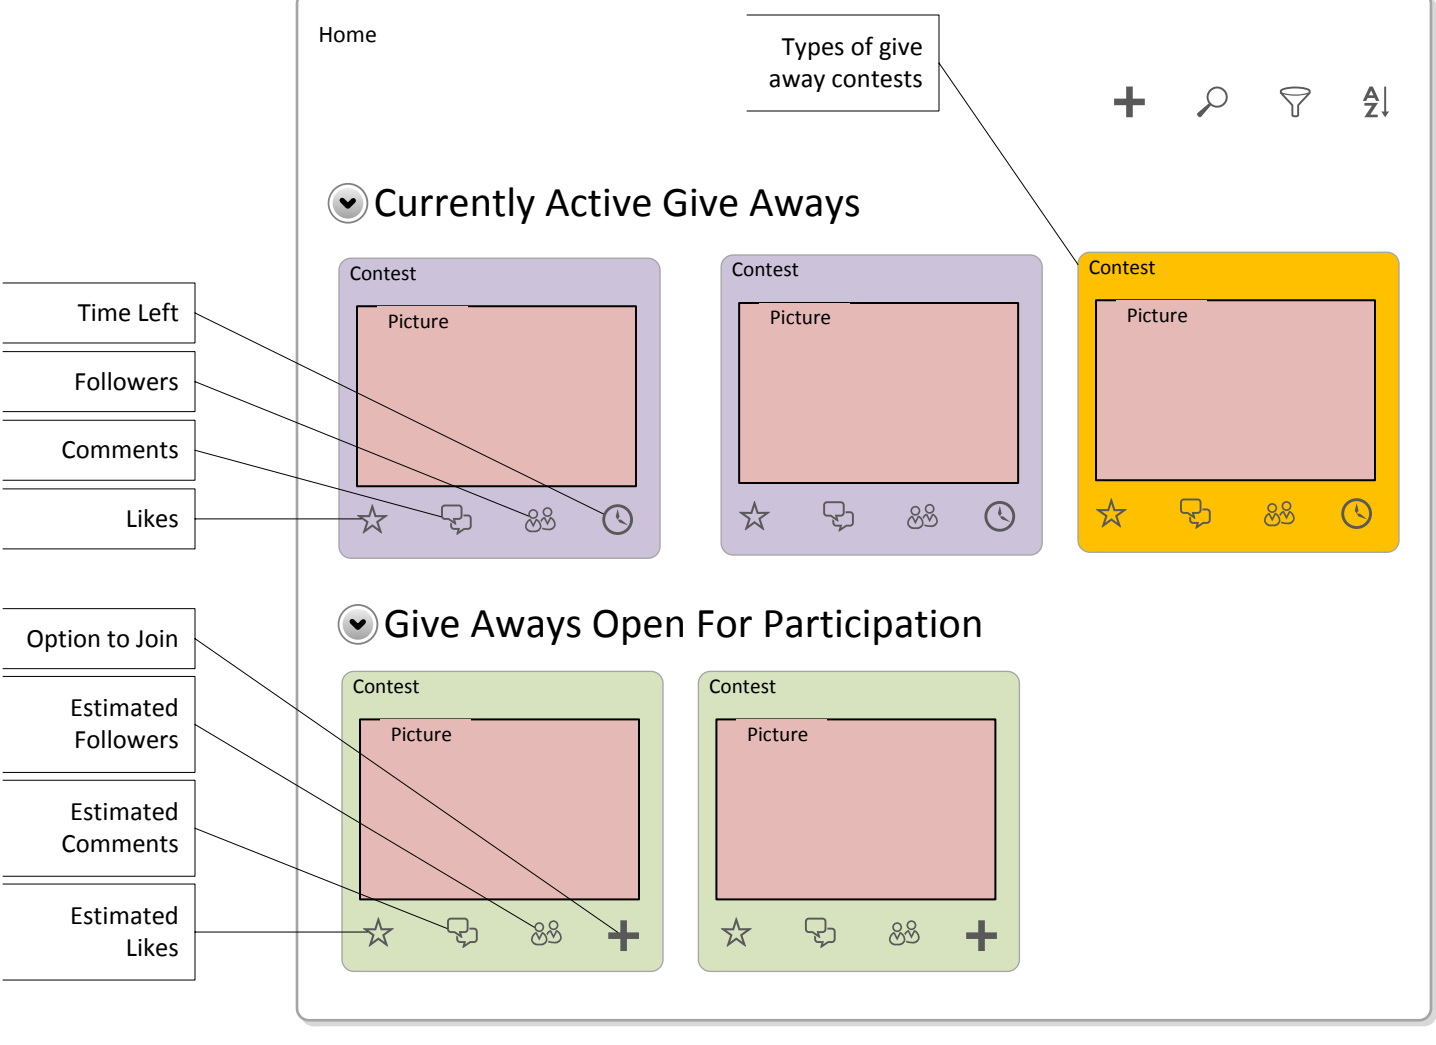 Home
Types of give
away contests
A
Z
Currently Active Give Aways
Contest
Contest
Contest
Picture
Picture
Picture
Time Left
Followers
Comments
Likes
Give Aways Open For Participation
Option to Join
Contest
Contest
Picture
Picture
Estimated
Followers
Estimated
Comments
Estimated
Likes